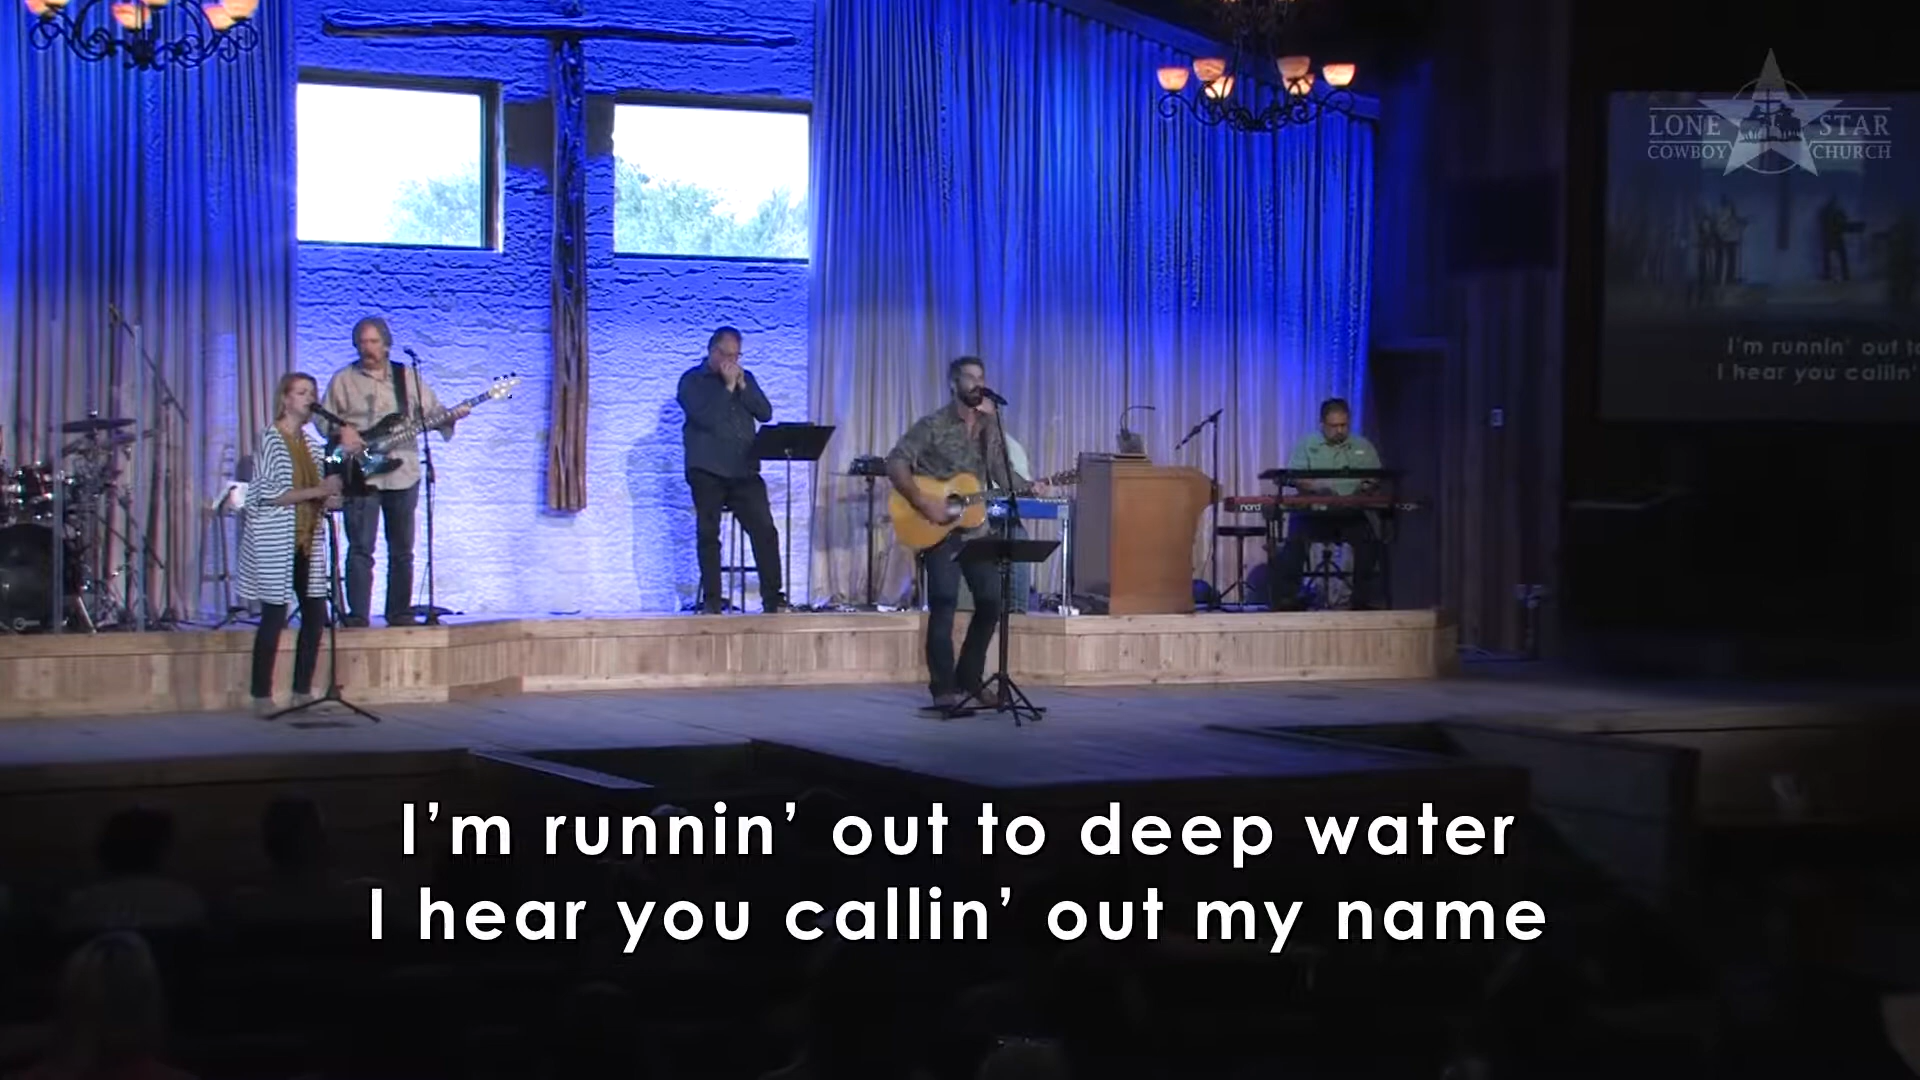 LONE STAR
COWBOY CHURCH
I'm runnin' out to
I hear you callin'
nord
I’m runnin’ out to deep water
I hear you callin’ out my name